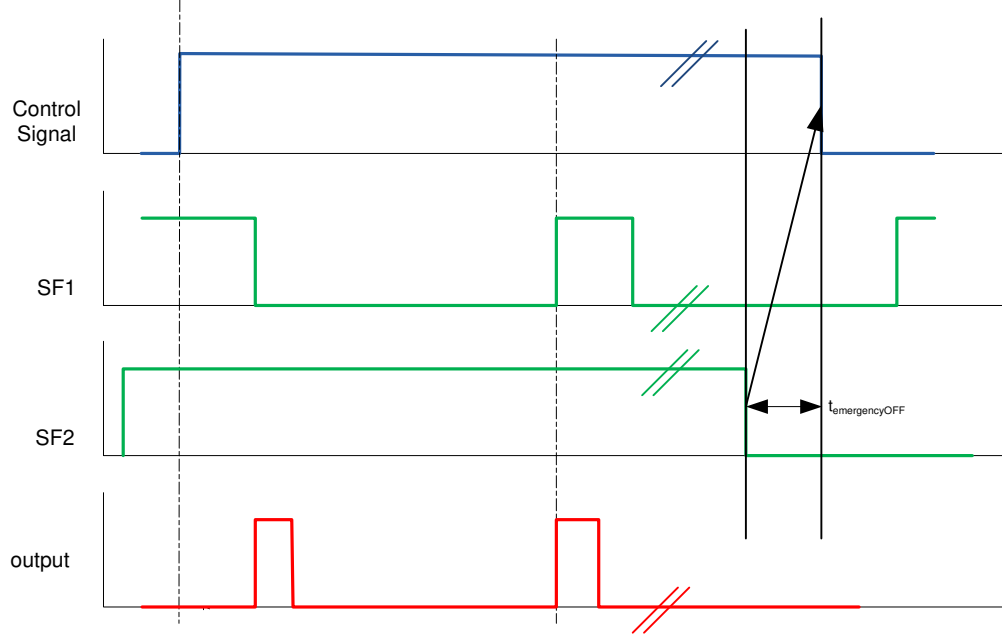 Control
Signal
SF1
SF2
temergencyOFF
output